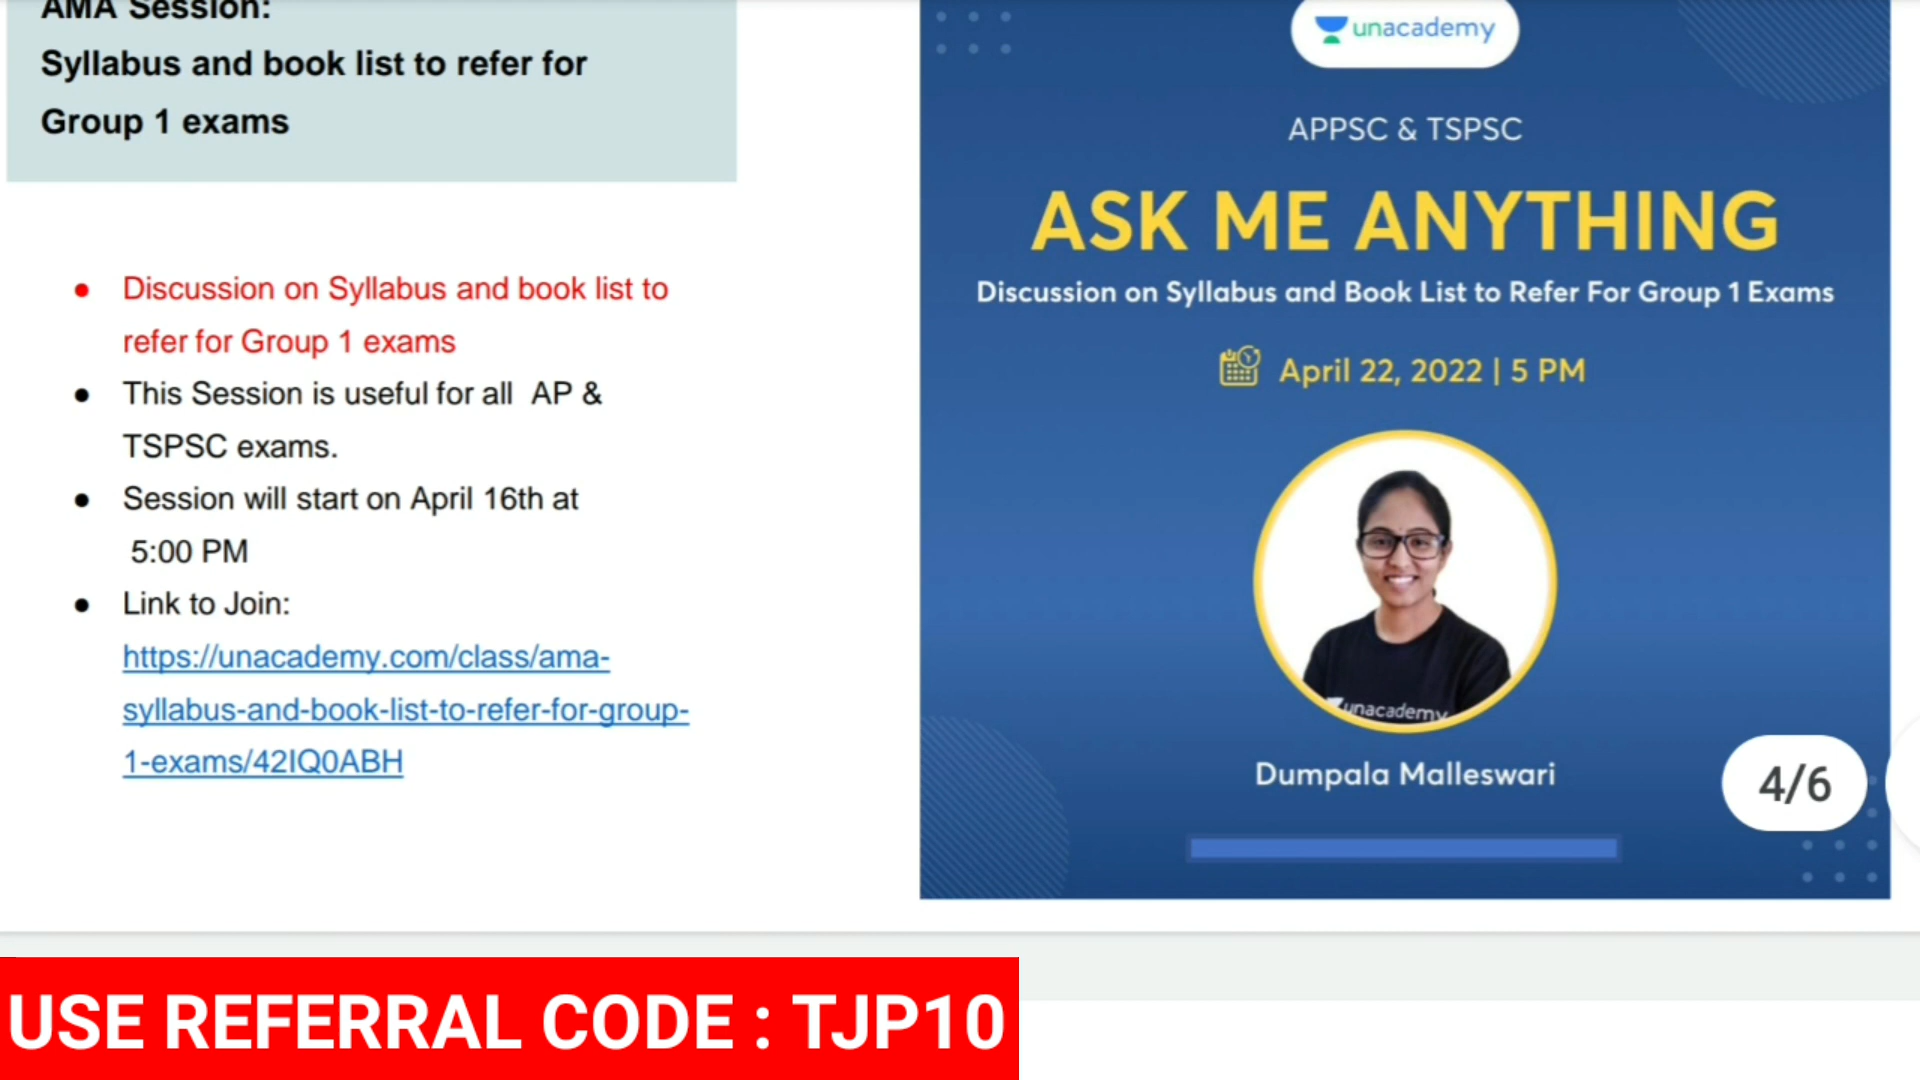 AMA Session:
Syllabus and book list to refer for
Group 1 exams
Discussion on Syllabus and book list to
refer for Group 1 exams
This Session is useful for all AP &
TSPSC exams.
Session will start on April 16th at
5:00 PM
Link to Join:
https://unacademy.com/class/ama-
syllabus-and-book-list-to-refer-for-group-
1-exams/42IQ0ABH
unacademy
APPSC & TSPSC
ASK ME ANYTHING
Discussion on Syllabus and Book List to Refer For Group 1 Exams
April 22, 2022 | 5 PM
unacademy
Dumpala Malleswari
4/6
USE REFERRAL CODE : TJP10